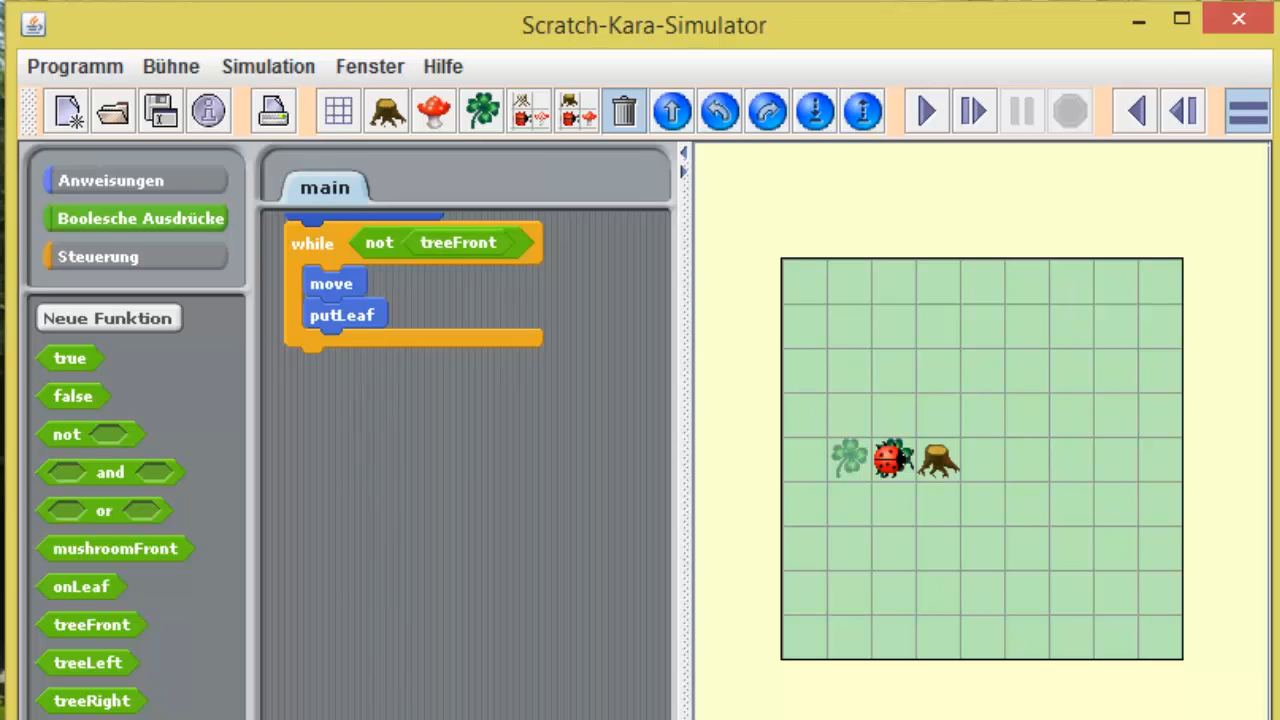 Scratch-Kara-Simulator
Programm Bühne Simulation Fenster Hilfe
Anweisungen
Boolesche Ausdrücke
Steuerung
main
while not treeFront
move
putLeaf
Neue Funktion
true
false
not
and
or
mushroomFront
onLeaf
treeFront
treeLeft
treeRight